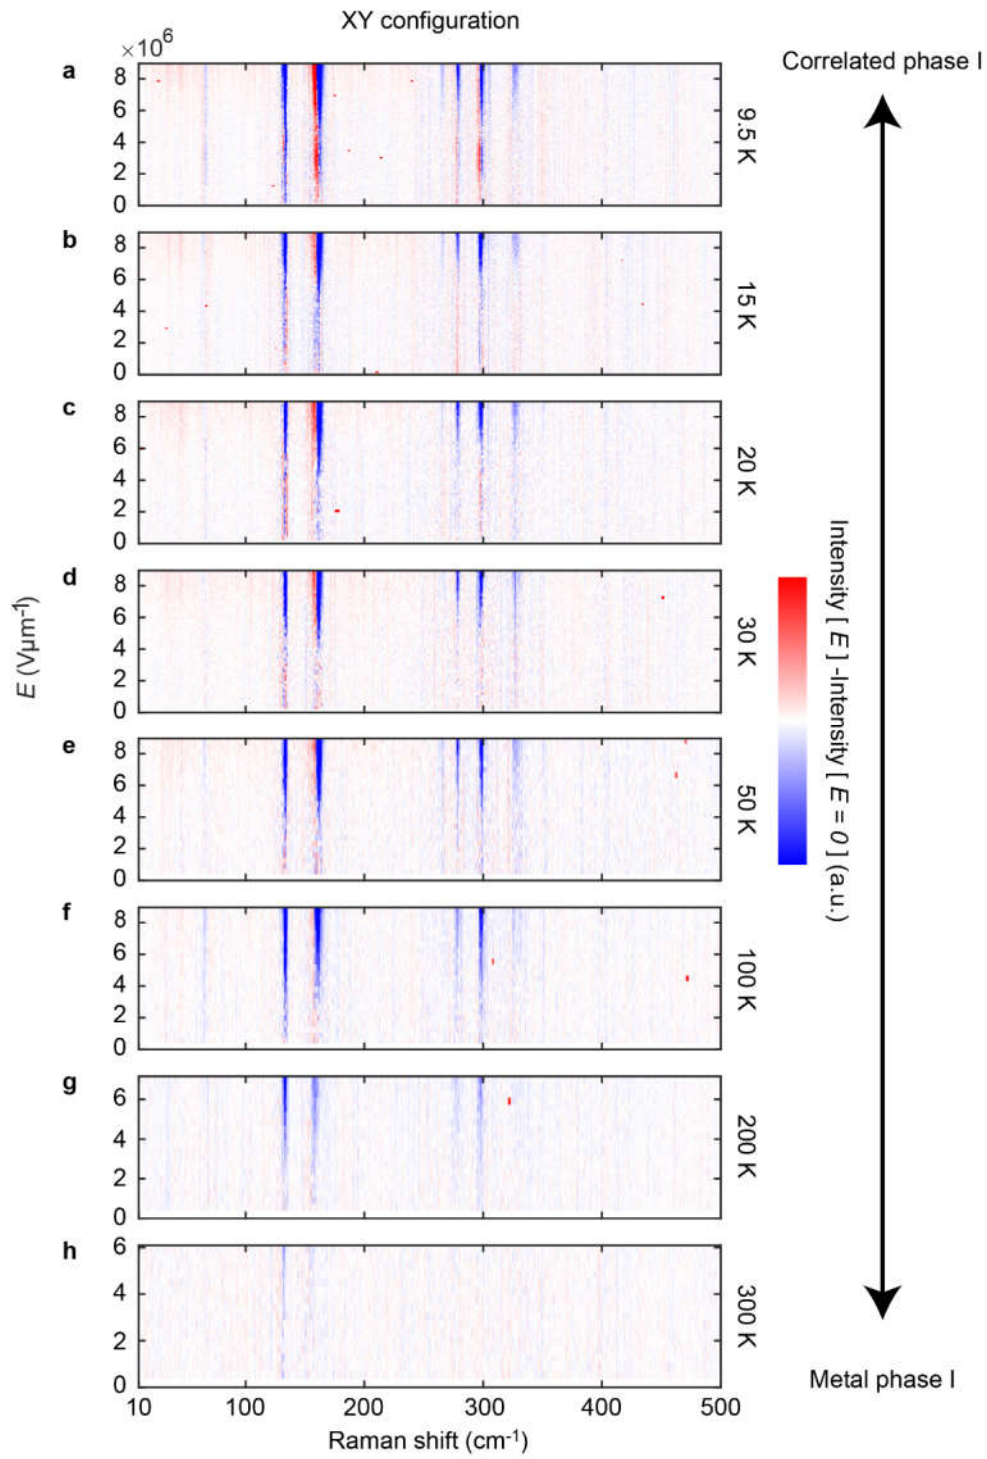 XY configuration
×10⁶
Correlated phase I
a
8
6
4
2
0
9.5 K
b
8
6
4
2
0
15 K
c
8
6
4
2
0
20 K
d
8
6
4
2
0
30 K
e
8
6
4
2
0
50 K
f
8
6
4
2
0
100 K
g
6
4
2
0
200 K
h
6
4
2
0
300 K
E (Vµm⁻¹)
Intensity [ E ] -Intensity [ E = 0 ] (a.u.)
Metal phase I
10 100 200 300 400 500
Raman shift (cm⁻¹)